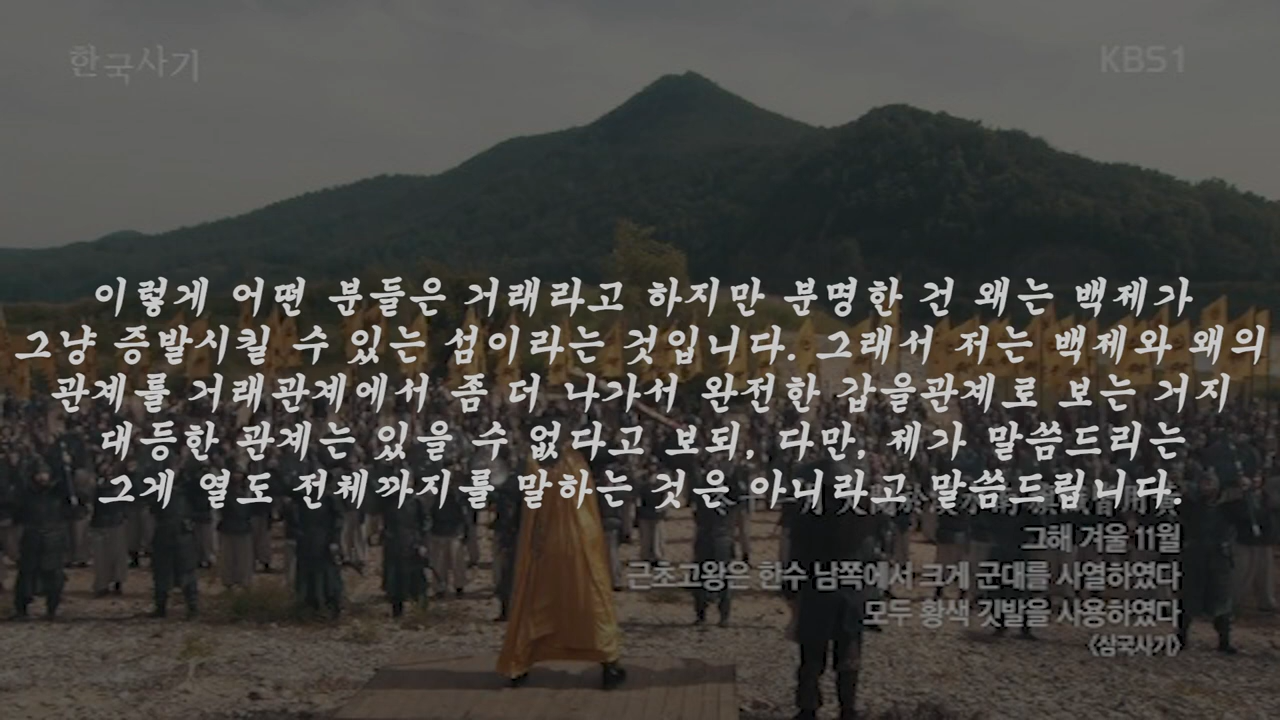 한국사기
KBS1
이렇게 어떤 분들은 거래라고 하지만 분명한 건 왜는 백제가
그냥 증발시킬 수 있는 섬이라는 것입니다. 그래서 저는 백제와 왜의
관계를 거래관계에서 좀 더 나가서 완전한 갑을관계로 보는 거지
대등한 관계는 있을 수 없다고 보되, 다만, 제가 말씀드리는
그게 열도 전체까지를 말하는 것은 아니라고 말씀드립니다.
그해 겨울 11월
근초고왕은 한수 남쪽에서 크게 군대를 사열하였다
모두 황색 깃발을 사용하였다
<삼국사기>